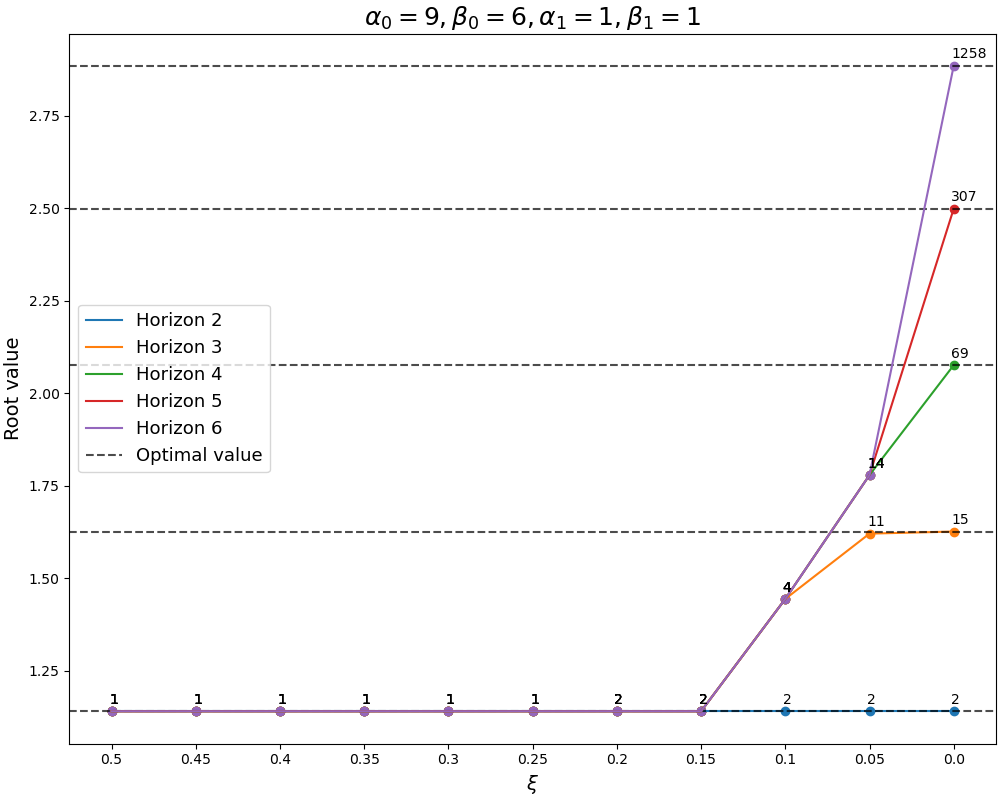 α₀ = 9, β₀ = 6, α₁ = 1, β₁ = 1
Root value
2.75
2.50
2.25
2.00
1.75
1.50
1.25
1258
307
69
14
11
15
4
1 1 1 1 1 1 2 2 2 2 2
Horizon 2
Horizon 3
Horizon 4
Horizon 5
Horizon 6
Optimal value
0.5 0.45 0.4 0.35 0.3 0.25 0.2 0.15 0.1 0.05 0.0
ξ